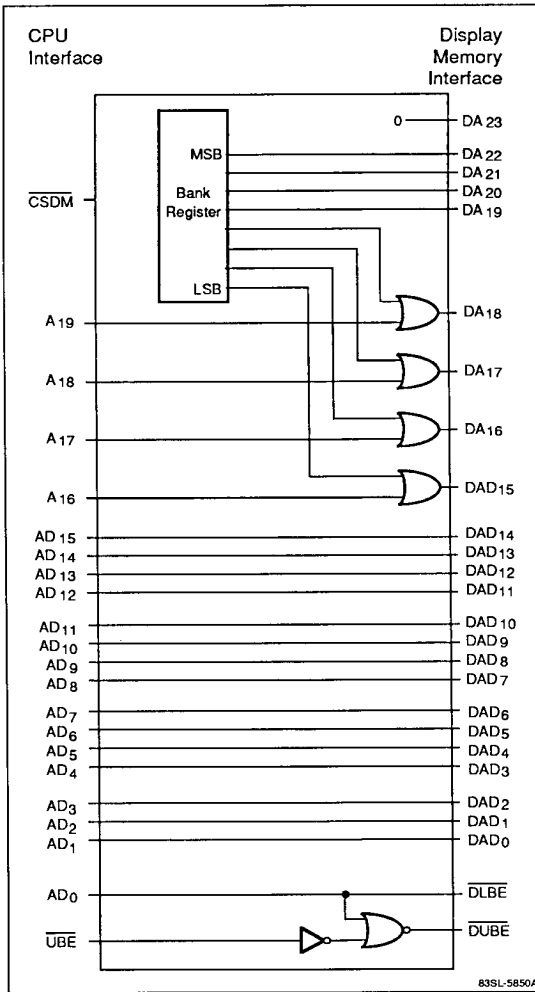 CPU
Interface
Display
Memory
Interface
0 DA23
MSB DA22
DA21
Bank DA20
CSDM
Register DA19
LSB
A19 DA18
A18 DA17
A17 DA16
A16 DAD15
AD15 DAD14
AD14 DAD13
AD13 DAD12
AD12 DAD11
AD11 DAD10
AD10 DAD9
AD9 DAD8
AD8 DAD7
AD7 DAD6
AD6 DAD5
AD5 DAD4
AD4 DAD3
AD3 DAD2
AD2 DAD1
AD1 DAD0
AD0 DLBE
UBE DUBE
83SL-5850A